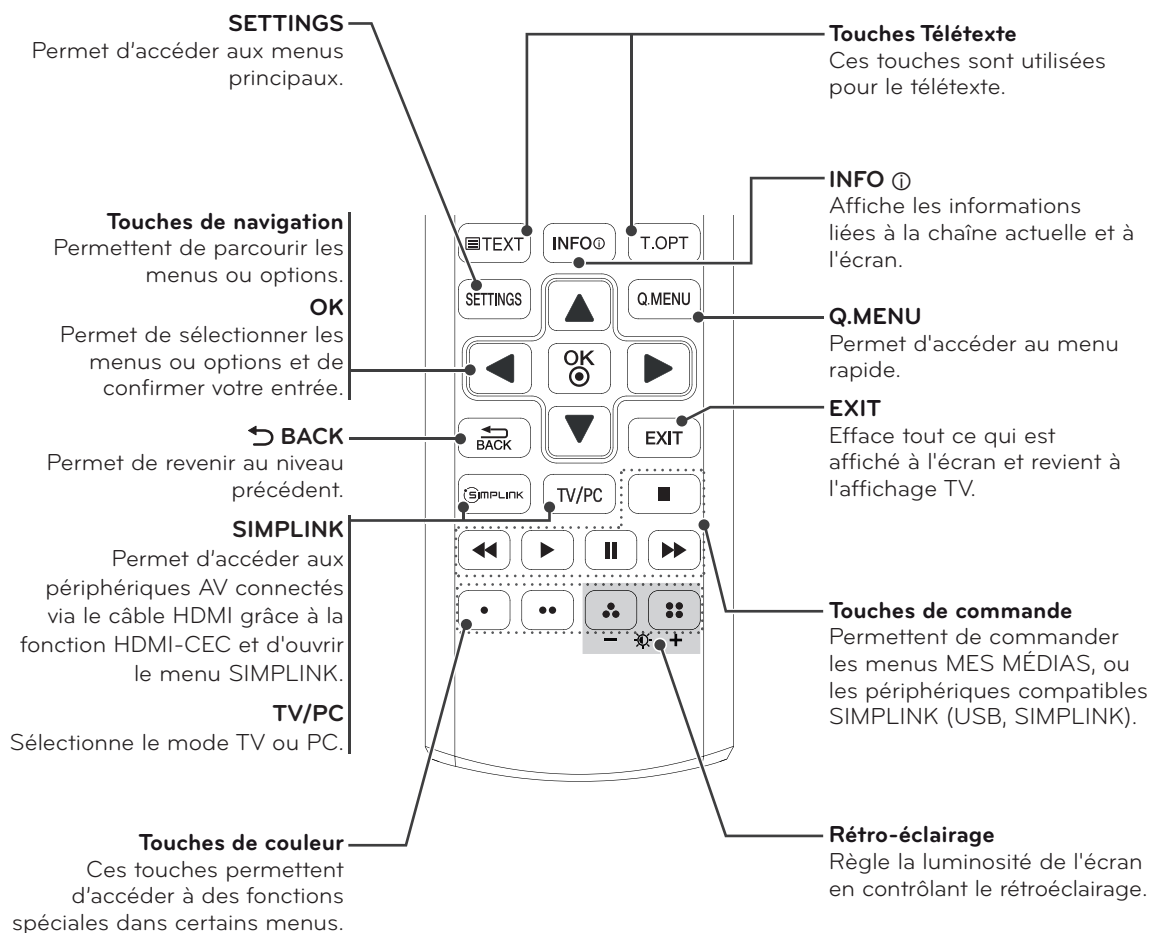 SETTINGS
Permet d'accéder aux menus
principaux.
Touches de navigation
Permettent de parcourir les
menus ou options.
OK
Permet de sélectionner les
menus ou options et de
confirmer votre entrée.
BACK
Permet de revenir au niveau
précédent.
SIMPLINK
Permet d'accéder aux
périphériques AV connectés
via le câble HDMI grâce à la
fonction HDMI-CEC et d'ouvrir
le menu SIMPLINK.
TV/PC
Sélectionne le mode TV ou PC.
Touches de couleur
Ces touches permettent
d'accéder à des fonctions
spéciales dans certains menus.
TEXT INFO T.OPT
SETTINGS Q.MENU
OK
BACK EXIT
SIMPLINK TV/PC
− +
Touches Télétexte
Ces touches sont utilisées
pour le télétexte.
INFO
Affiche les informations
liées à la chaîne actuelle et à
l'écran.
Q.MENU
Permet d'accéder au menu
rapide.
EXIT
Efface tout ce qui est
affiché à l'écran et revient à
l'affichage TV.
Touches de commande
Permettent de commander
les menus MES MÉDIAS, ou
les périphériques compatibles
SIMPLINK (USB, SIMPLINK).
Rétro-éclairage
Règle la luminosité de l'écran
en contrôlant le rétroéclairage.